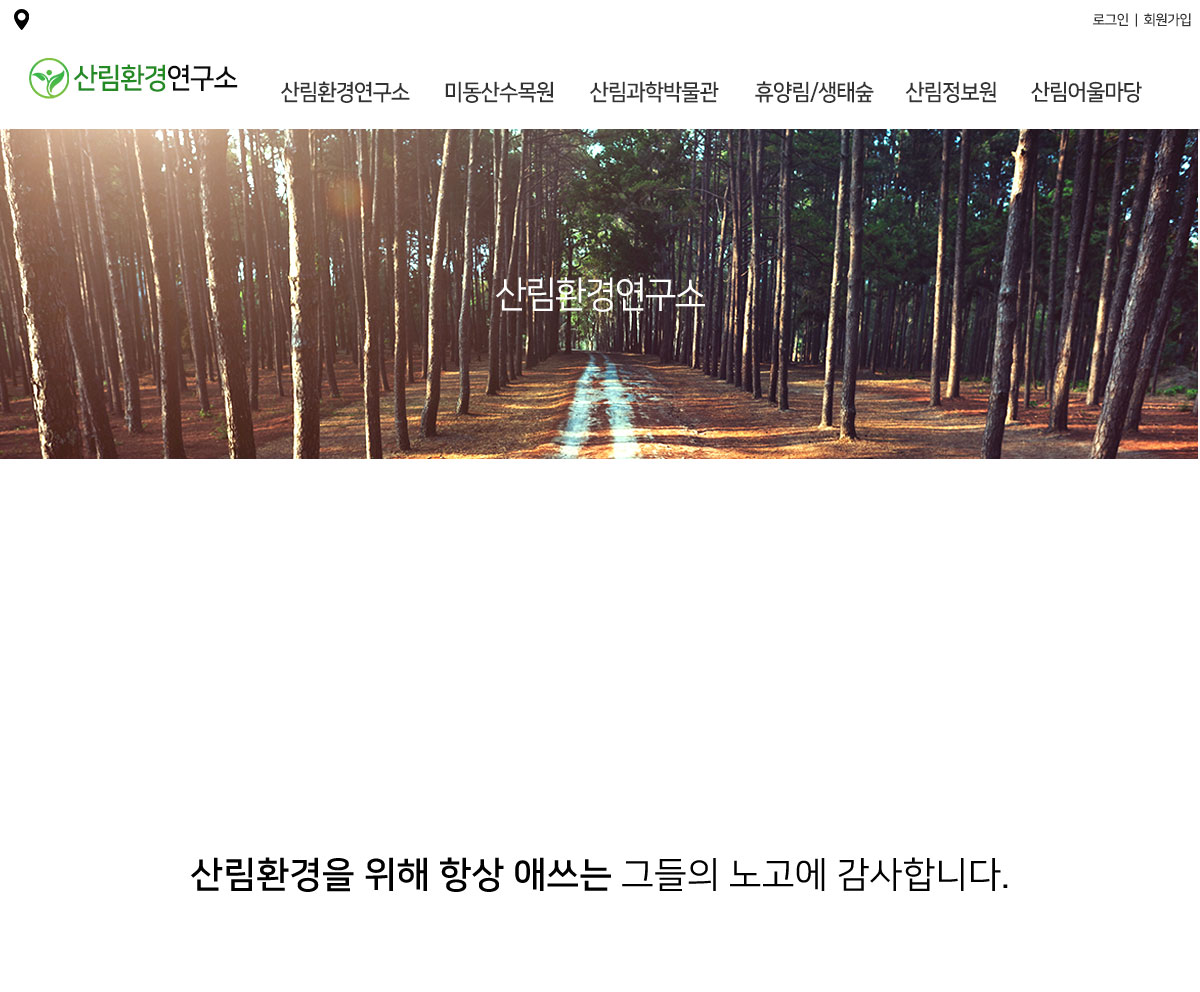 로그인 | 회원가입
산림환경연구소
산림환경연구소 미동산수목원 산림과학박물관 휴양림/생태숲 산림정보원 산림어울마당
산림환경연구소
산림환경을 위해 항상 애쓰는 그들의 노고에 감사합니다.